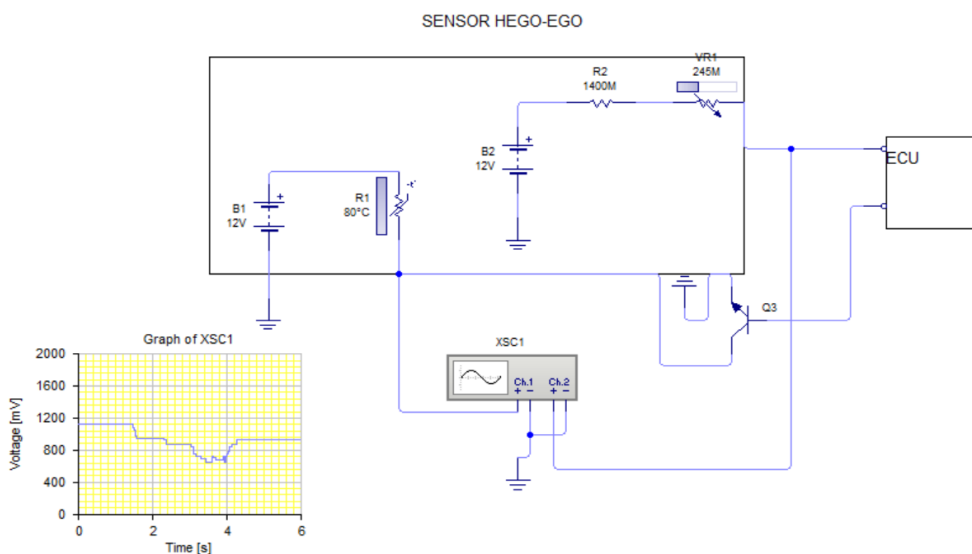 SENSOR HEGO-EGO
VR1
245M
R2
1400M
+
B2
12V
ECU
-t°
R1
80°C
+
B1
12V
Q3
XSC1
Ch.1 Ch.2
+ − + −
Graph of XSC1
2000
1600
1200
800
400
0
Voltage [mV]
0 2 4 6
Time [s]